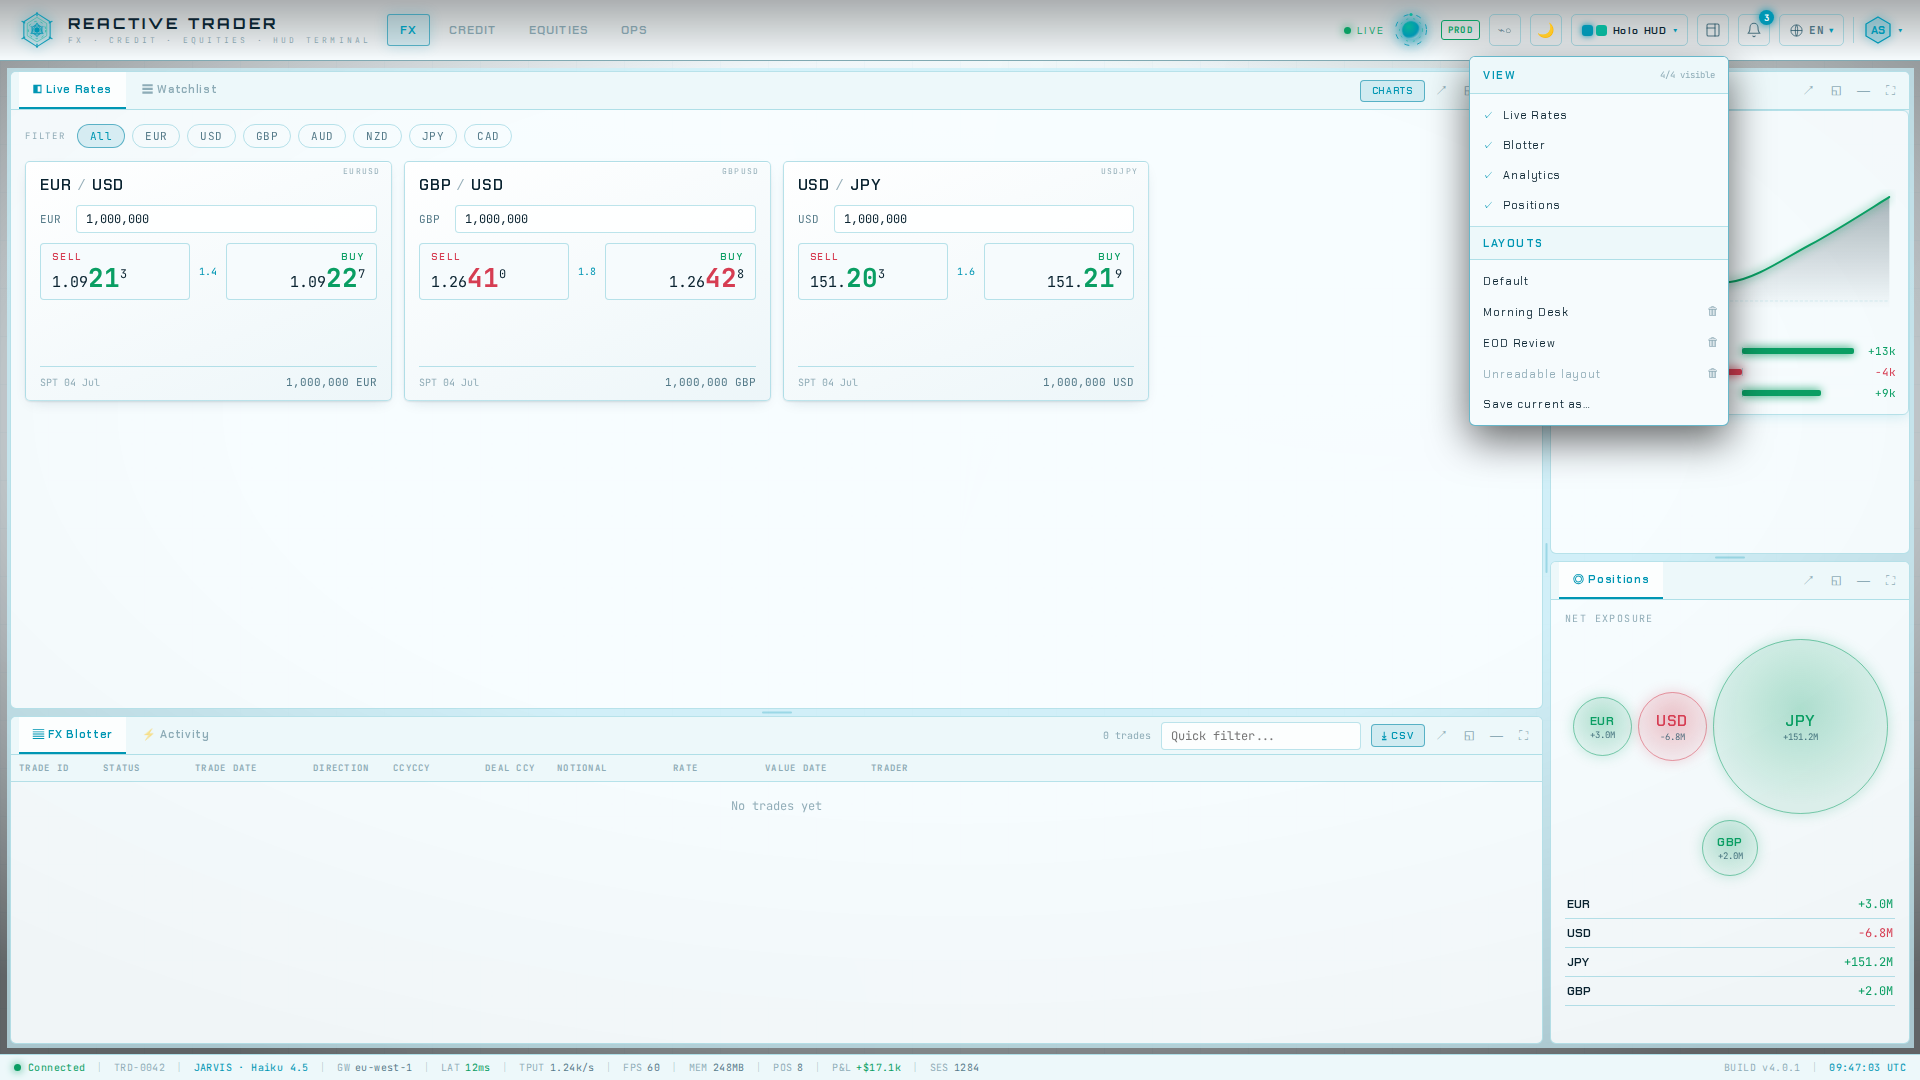 REACTIVE TRADER
FX · CREDIT · EQUITIES · HUD TERMINAL
FX CREDIT EQUITIES OPS
LIVE PROD Holo HUD 3 EN AS
Live Rates Watchlist CHARTS
FILTER All EUR USD GBP AUD NZD JPY CAD
EURUSD
EUR / USD
EUR 1,000,000
SELL 1.09213
1.4
BUY 1.09227
SPT 04 Jul 1,000,000 EUR
GBPUSD
GBP / USD
GBP 1,000,000
SELL 1.26410
1.8
BUY 1.26428
SPT 04 Jul 1,000,000 GBP
USDJPY
USD / JPY
USD 1,000,000
SELL 151.203
1.6
BUY 151.219
SPT 04 Jul 1,000,000 USD
VIEW 4/4 visible
✓ Live Rates
✓ Blotter
✓ Analytics
✓ Positions
LAYOUTS
Default
Morning Desk
EOD Review
Unreadable layout
Save current as…
+13k
-4k
+9k
FX Blotter Activity 0 trades Quick filter... CSV
TRADE ID STATUS TRADE DATE DIRECTION CCYCCY DEAL CCY NOTIONAL RATE VALUE DATE TRADER
No trades yet
Positions
NET EXPOSURE
EUR
+3.0M
USD
-6.8M
JPY
+151.2M
GBP
+2.0M
EUR +3.0M
USD -6.8M
JPY +151.2M
GBP +2.0M
Connected TRD-0042 JARVIS · Haiku 4.5 GW eu-west-1 LAT 12ms TPUT 1.24k/s FPS 60 MEM 248MB POS 8 P&L +$17.1k SES 1284 BUILD v4.0.1 09:47:03 UTC